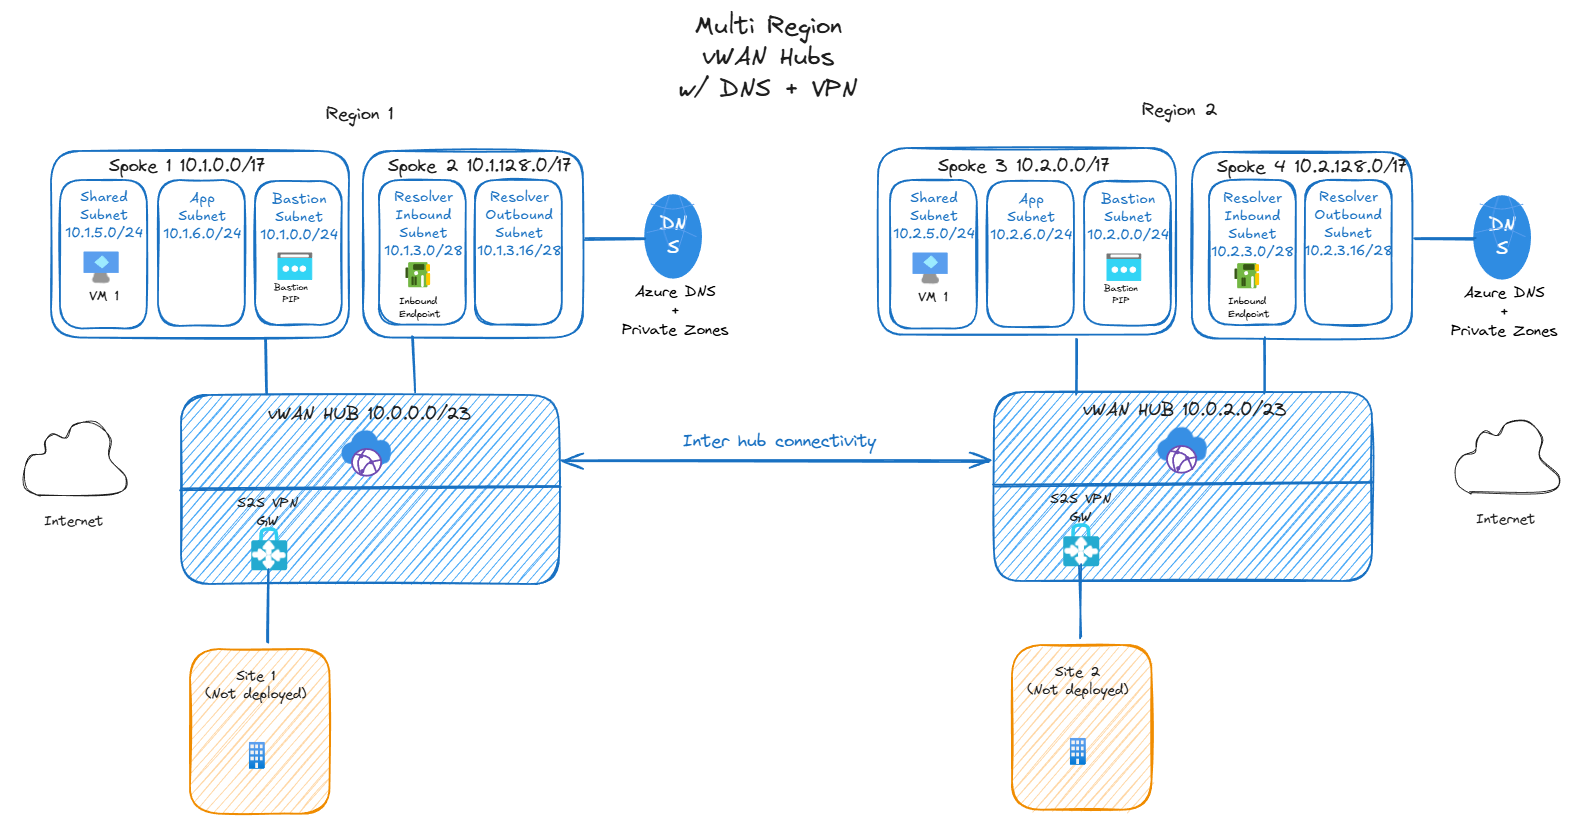 Multi Region
vWAN Hubs
w/ DNS + VPN
Region 1
Spoke 1 10.1.0.0/17
Shared
Subnet
10.1.5.0/24
VM 1
App
Subnet
10.1.6.0/24
Bastion
Subnet
10.1.0.0/24
Bastion
PIP
Spoke 2 10.1.128.0/17
Resolver
Inbound
Subnet
10.1.3.0/28
Inbound
Endpoint
Resolver
Outbound
Subnet
10.1.3.16/28
DN
S
Azure DNS
+
Private Zones
vWAN HUB 10.0.0.0/23
S2S VPN
GW
Internet
Site 1
(Not deployed)
Inter hub connectivity
Region 2
Spoke 3 10.2.0.0/17
Shared
Subnet
10.2.5.0/24
VM 1
App
Subnet
10.2.6.0/24
Bastion
Subnet
10.2.0.0/24
Bastion
PIP
Spoke 4 10.2.128.0/17
Resolver
Inbound
Subnet
10.2.3.0/28
Inbound
Endpoint
Resolver
Outbound
Subnet
10.2.3.16/28
DN
S
Azure DNS
+
Private Zones
vWAN HUB 10.0.2.0/23
S2S VPN
GW
Internet
Site 2
(Not deployed)